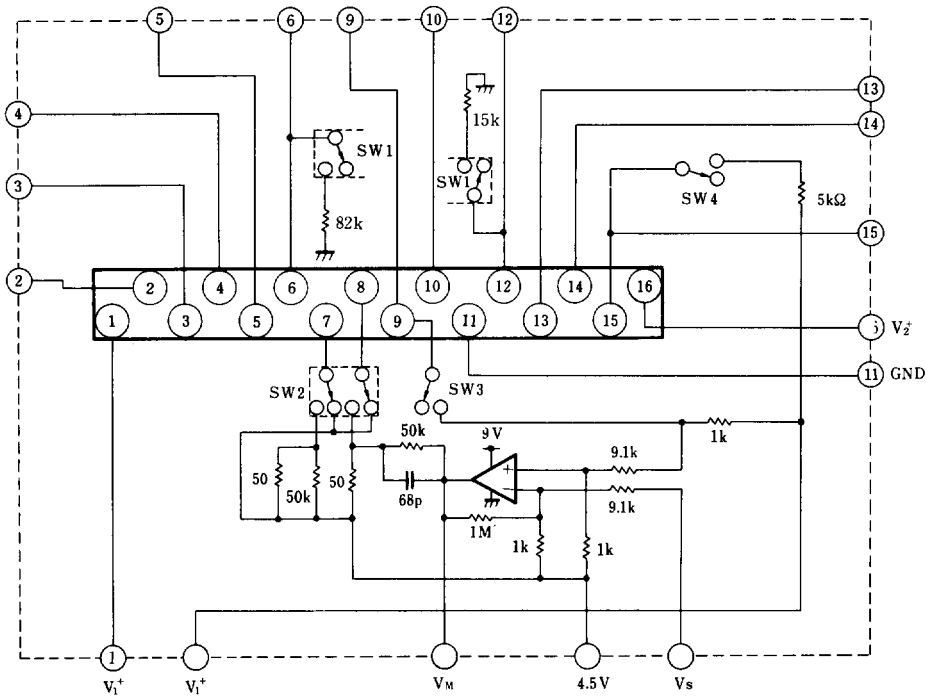 5 6 9 10 12
13
4 15k 14
SW1
SW1
3 SW4 5kΩ
82k
15
2
2 4 6 8 10 12 14 16
1 3 5 7 9 11 13 15
V₂⁺
11 GND
SW2 SW3
50k 9V 1k
9.1k
+
50 50k 50 68p −
9.1k
1M
1k 1k
1
V₁⁺ V₁⁺ V_M 4.5V V_S